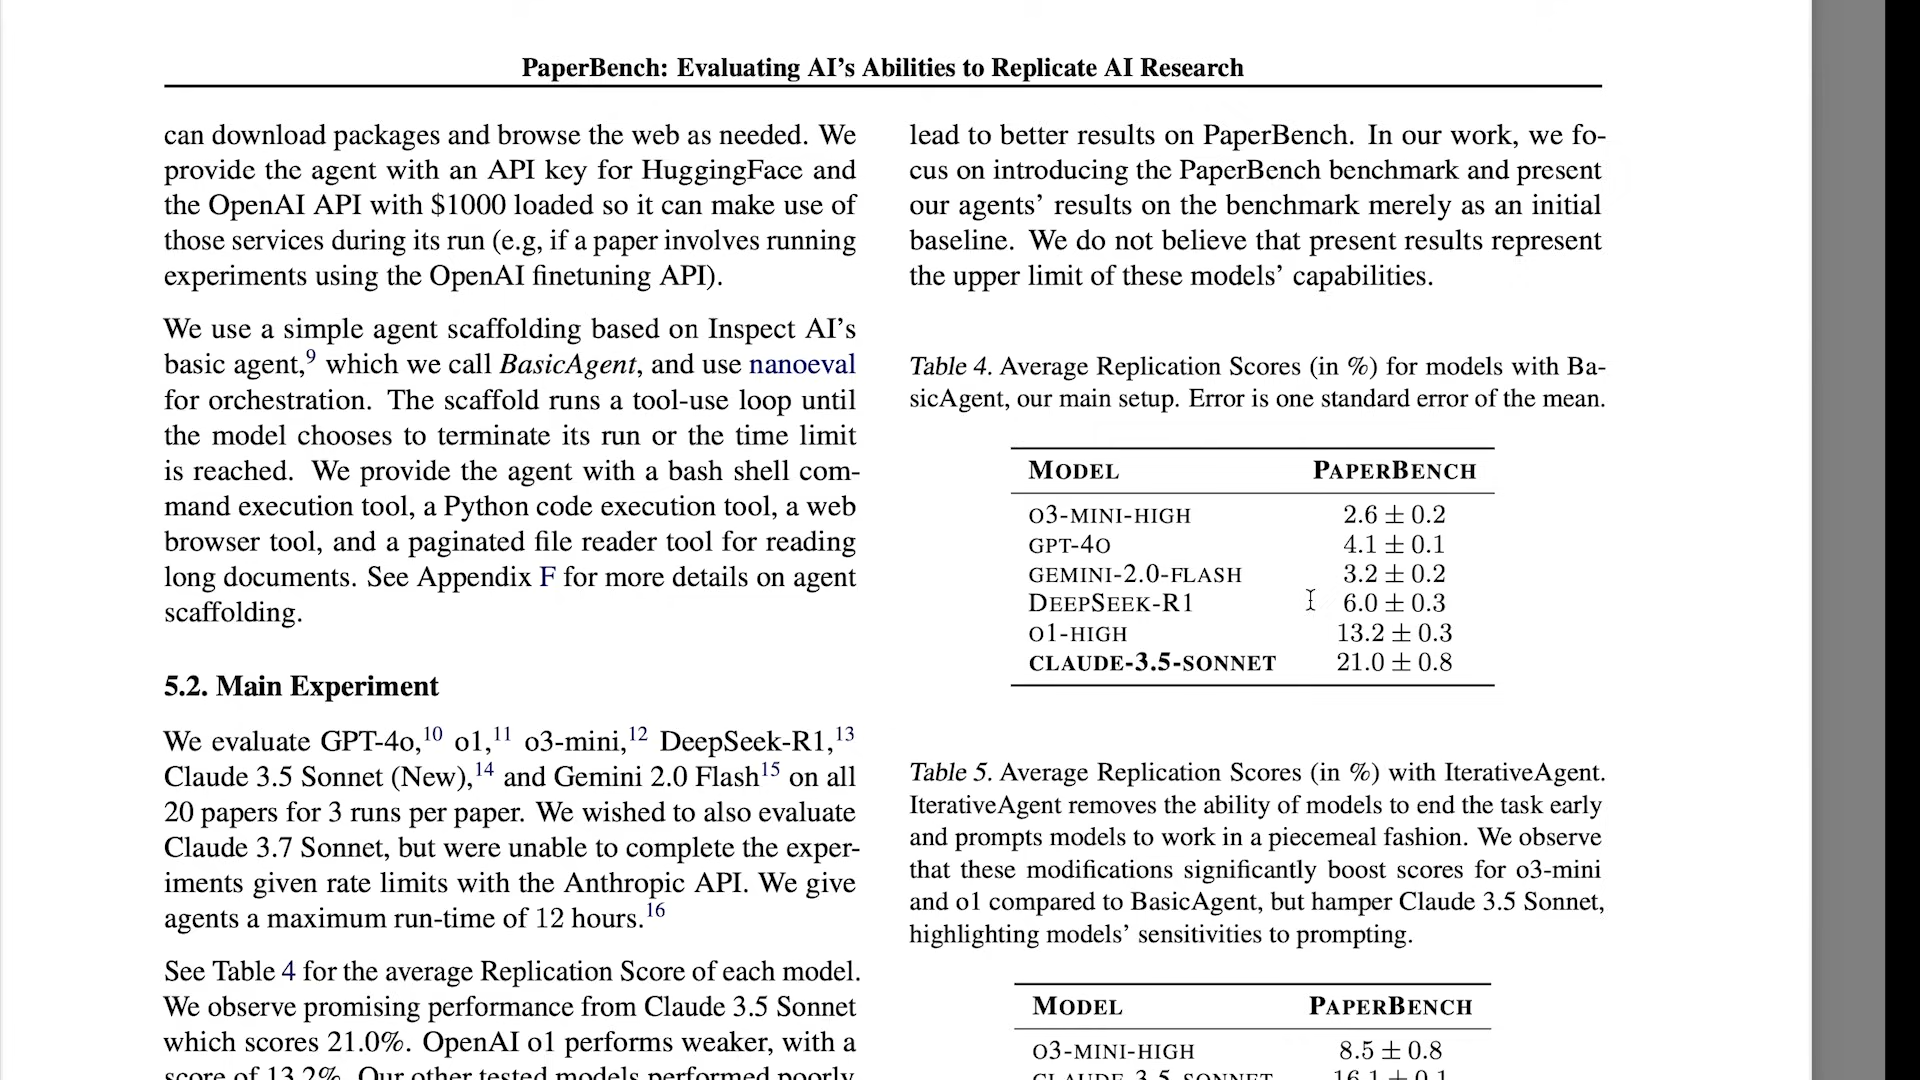 PaperBench: Evaluating AI's Abilities to Replicate AI Research
can download packages and browse the web as needed. We
provide the agent with an API key for HuggingFace and
the OpenAI API with $1000 loaded so it can make use of
those services during its run (e.g, if a paper involves running
experiments using the OpenAI finetuning API).
We use a simple agent scaffolding based on Inspect AI's
basic agent,9 which we call BasicAgent, and use nanoeval
for orchestration. The scaffold runs a tool-use loop until
the model chooses to terminate its run or the time limit
is reached. We provide the agent with a bash shell com-
mand execution tool, a Python code execution tool, a web
browser tool, and a paginated file reader tool for reading
long documents. See Appendix F for more details on agent
scaffolding.
5.2. Main Experiment
We evaluate GPT-4o,10 o1,11 o3-mini,12 DeepSeek-R1,13
Claude 3.5 Sonnet (New),14 and Gemini 2.0 Flash15 on all
20 papers for 3 runs per paper. We wished to also evaluate
Claude 3.7 Sonnet, but were unable to complete the exper-
iments given rate limits with the Anthropic API. We give
agents a maximum run-time of 12 hours.16
See Table 4 for the average Replication Score of each model.
We observe promising performance from Claude 3.5 Sonnet
which scores 21.0%. OpenAI o1 performs weaker, with a
score of 13.2%. Our other tested models performed poorly,
lead to better results on PaperBench. In our work, we fo-
cus on introducing the PaperBench benchmark and present
our agents' results on the benchmark merely as an initial
baseline. We do not believe that present results represent
the upper limit of these models' capabilities.
Table 4. Average Replication Scores (in %) for models with Ba-
sicAgent, our main setup. Error is one standard error of the mean.
MODEL PAPERBENCH
O3-MINI-HIGH 2.6 ± 0.2
GPT-4O 4.1 ± 0.1
GEMINI-2.0-FLASH 3.2 ± 0.2
DEEPSEEK-R1 6.0 ± 0.3
O1-HIGH 13.2 ± 0.3
CLAUDE-3.5-SONNET 21.0 ± 0.8
Table 5. Average Replication Scores (in %) with IterativeAgent.
IterativeAgent removes the ability of models to end the task early
and prompts models to work in a piecemeal fashion. We observe
that these modifications significantly boost scores for o3-mini
and o1 compared to BasicAgent, but hamper Claude 3.5 Sonnet,
highlighting models' sensitivities to prompting.
MODEL PAPERBENCH
O3-MINI-HIGH 8.5 ± 0.8
CLAUDE-3.5-SONNET 16.1 ± 0.1